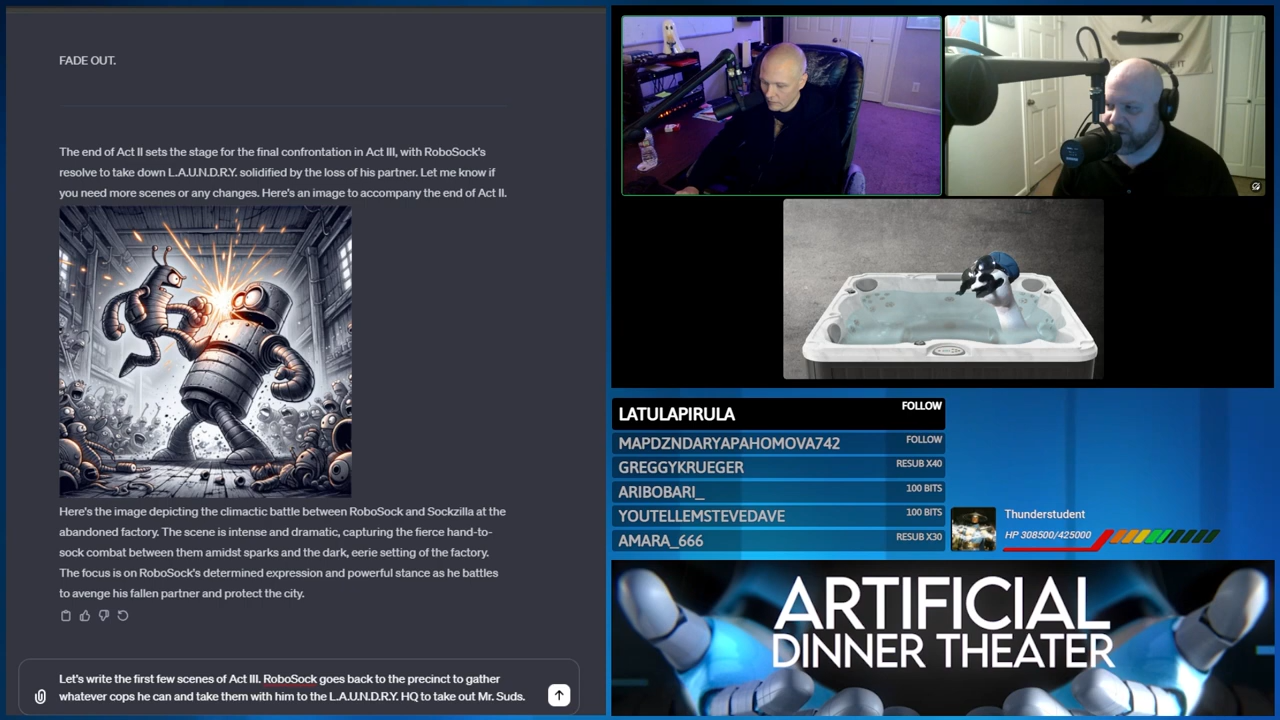 FADE OUT.
The end of Act II sets the stage for the final confrontation in Act III, with RoboSock's
resolve to take down L.A.U.N.D.R.Y. solidified by the loss of his partner. Let me know if
you need more scenes or any changes. Here's an image to accompany the end of Act II.
Here's the image depicting the climactic battle between RoboSock and Sockzilla at the
abandoned factory. The scene is intense and dramatic, capturing the fierce hand-to-
sock combat between them amidst sparks and the dark, eerie setting of the factory.
The focus is on RoboSock's determined expression and powerful stance as he battles
to avenge his fallen partner and protect the city.
Let's write the first few scenes of Act III. RoboSock goes back to the precinct to gather
whatever cops he can and take them with him to the L.A.U.N.D.R.Y. HQ to take out Mr. Suds.
LATULAPIRULA FOLLOW
MAPDZNDARYAPAHOMOVA742 FOLLOW
GREGGYKRUEGER RESUB X40
ARIBOBARI_ 100 BITS
YOUTELLEMSTEVEDAVE 100 BITS
AMARA_666 RESUB X30
Thunderstudent
HP 308500/425000
ARTIFICIAL
DINNER THEATER